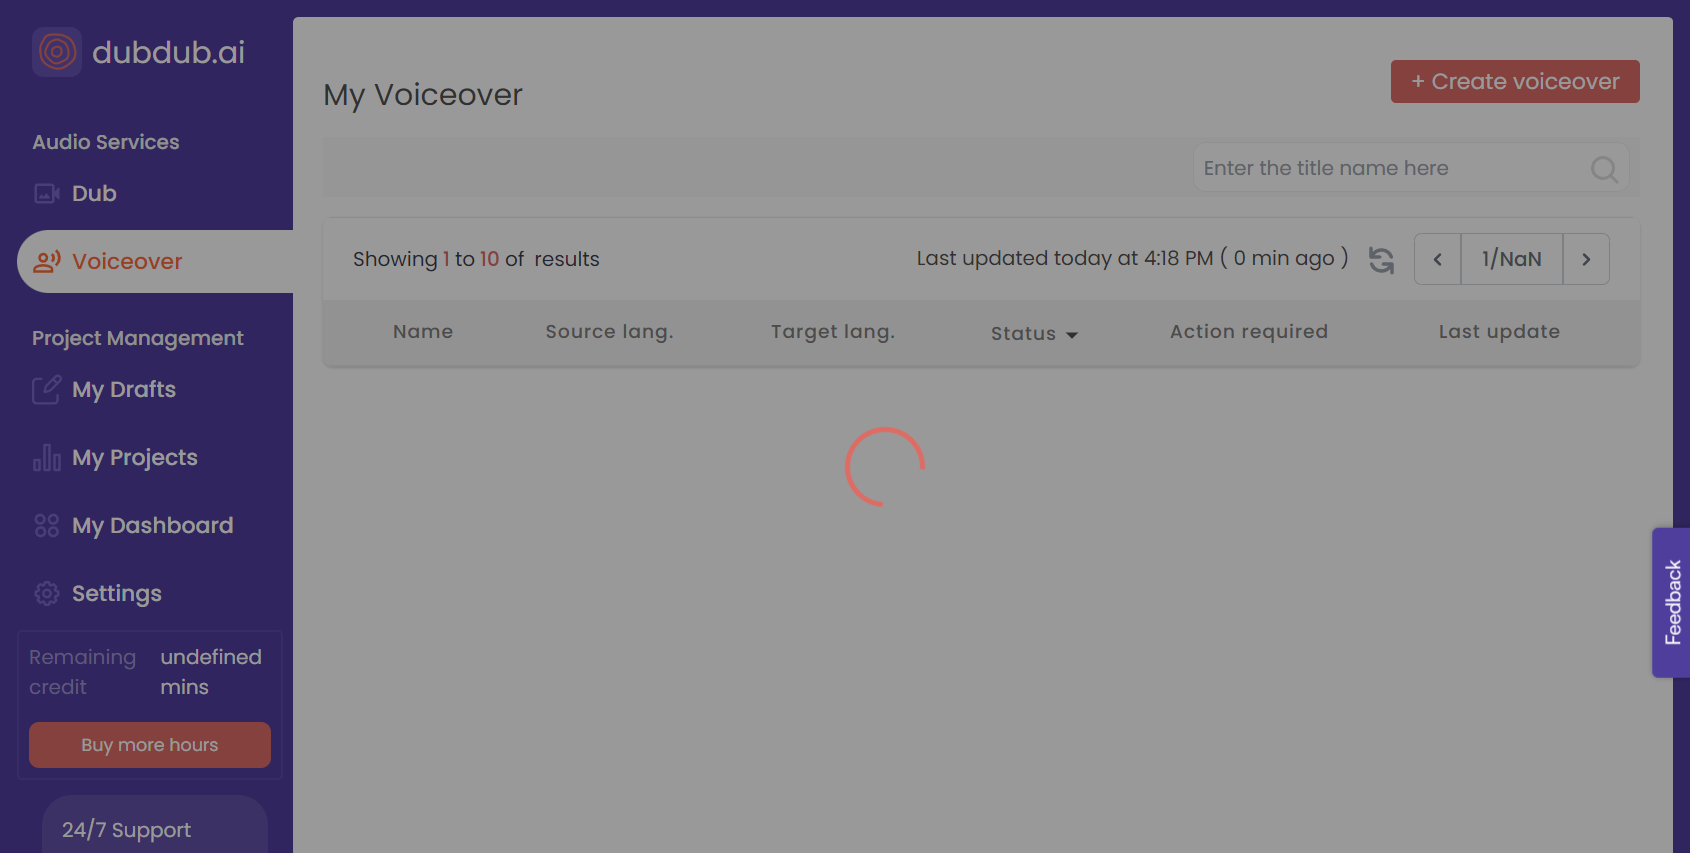 dubdub.ai
Audio Services
Dub
Voiceover
Project Management
My Drafts
My Projects
My Dashboard
Settings
Remaining credit
undefined mins
Buy more hours
24/7 Support
My Voiceover
+ Create voiceover
Enter the title name here
Showing 1 to 10 of results
Last updated today at 4:18 PM ( 0 min ago )
1/NaN
Name Source lang. Target lang. Status Action required Last update
Feedback